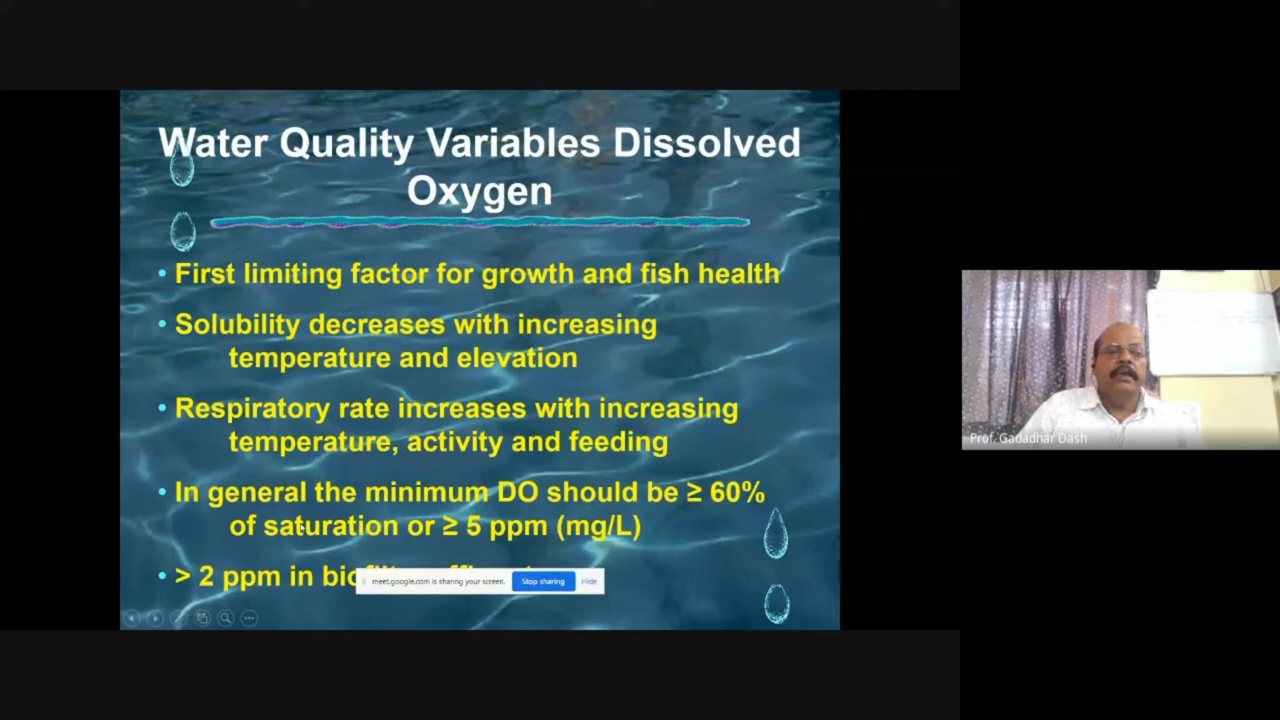 Water Quality Variables Dissolved
Oxygen
• First limiting factor for growth and fish health
• Solubility decreases with increasing
temperature and elevation
• Respiratory rate increases with increasing
temperature, activity and feeding
• In general the minimum DO should be ≥ 60%
of saturation or ≥ 5 ppm (mg/L)
• > 2 ppm in
meet.google.com is sharing your screen.
Stop sharing
Hide
Prof. Gadadhar Dash